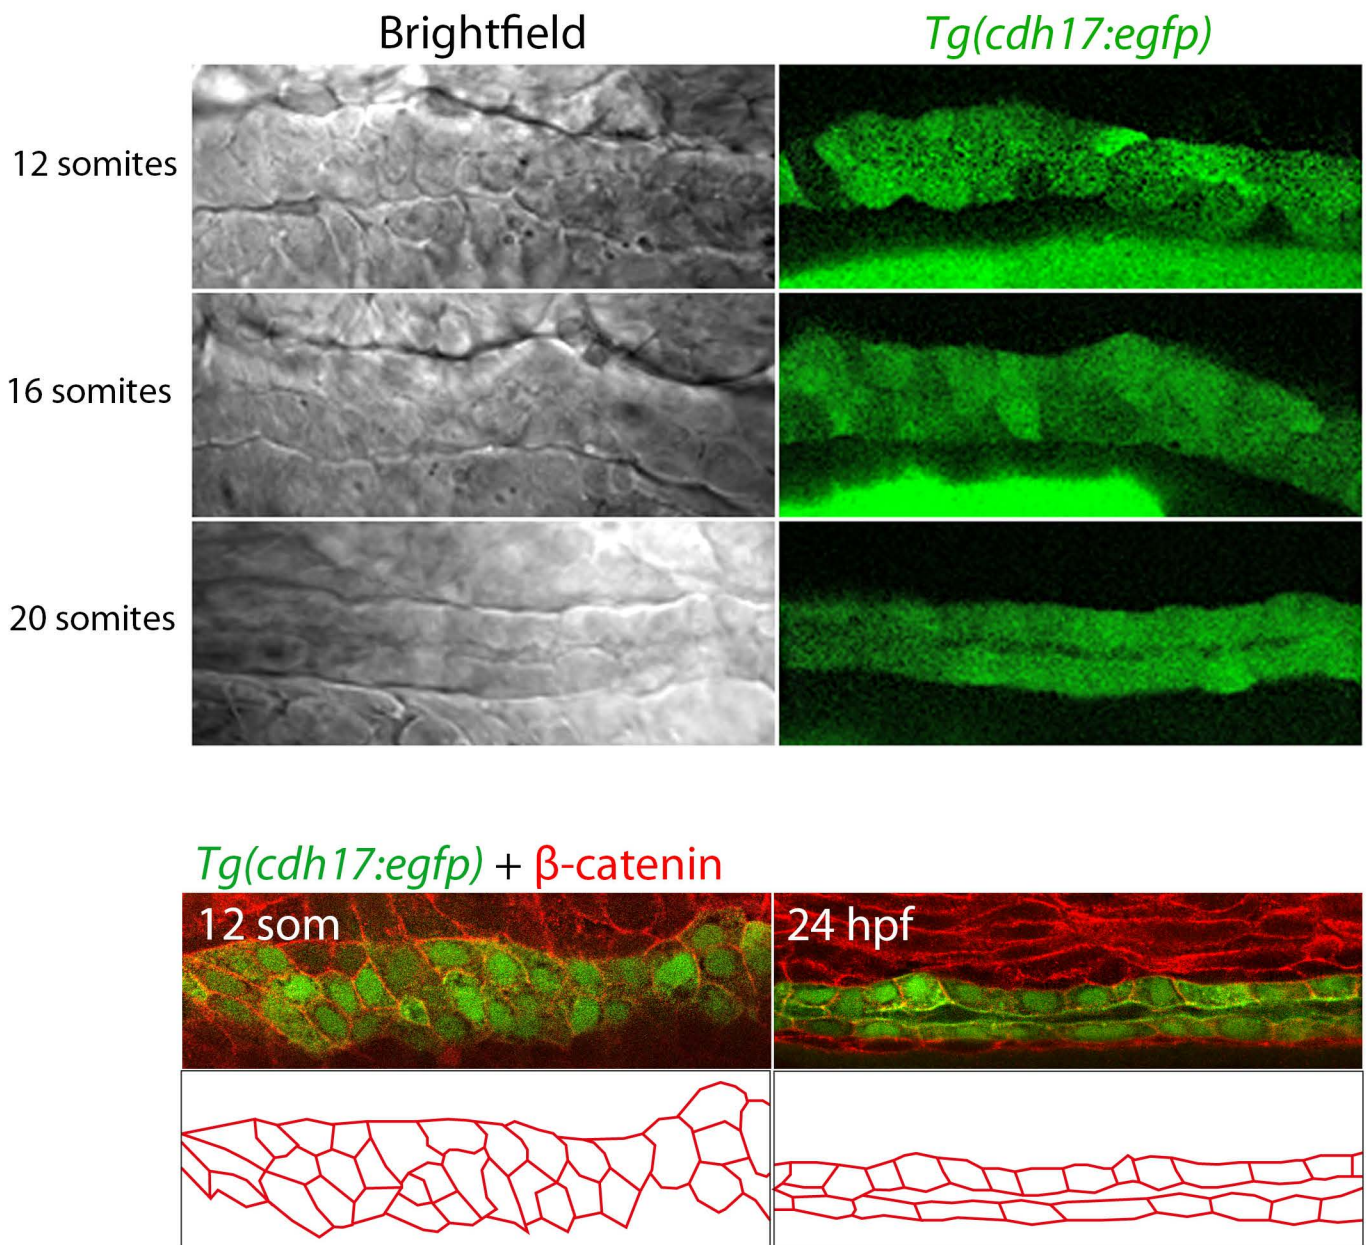 Brightfield
Tg(cdh17:egfp)
12 somites
16 somites
20 somites
Tg(cdh17:egfp) + β-catenin
12 som
24 hpf